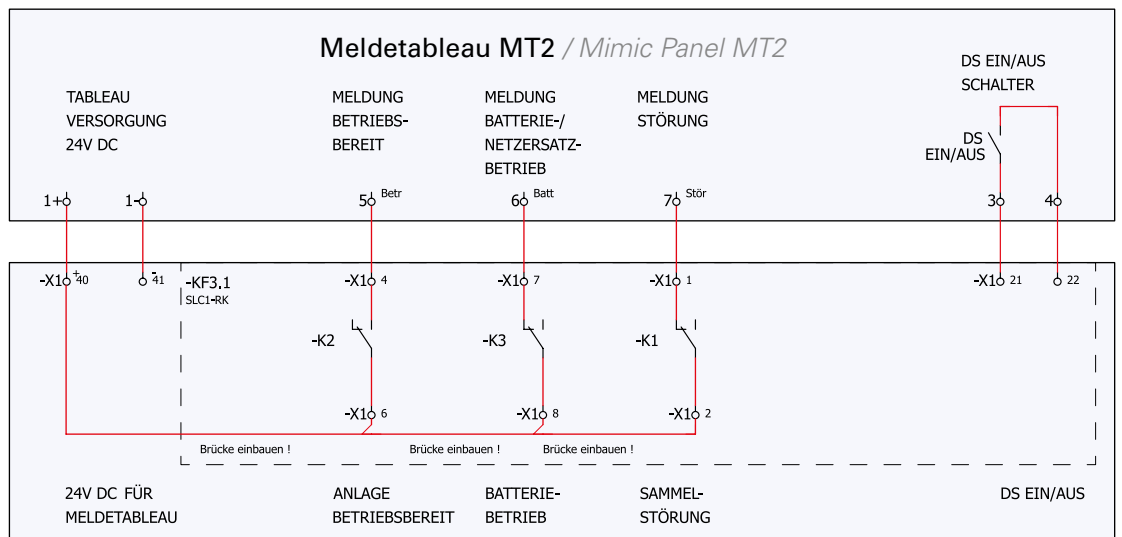 Meldetableau MT2 / Mimic Panel MT2
TABLEAU
VERSORGUNG
24V DC
MELDUNG
BETRIEBS-
BEREIT
MELDUNG
BATTERIE-/
NETZERSATZ-
BETRIEB
MELDUNG
STÖRUNG
DS EIN/AUS
SCHALTER
DS
EIN/AUS
1+
1-
5 Betr
6 Batt
7 Stör
3
4
-X1 + 40
- 41
-KF3.1
SLC1-RK
-X1 4
-X1 7
-X1 1
-X1 21
22
-K2
-K3
-K1
-X1 6
-X1 8
-X1 2
Brücke einbauen !
Brücke einbauen !
Brücke einbauen !
24V DC FÜR
MELDETABLEAU
ANLAGE
BETRIEBSBEREIT
BATTERIE-
BETRIEB
SAMMEL-
STÖRUNG
DS EIN/AUS